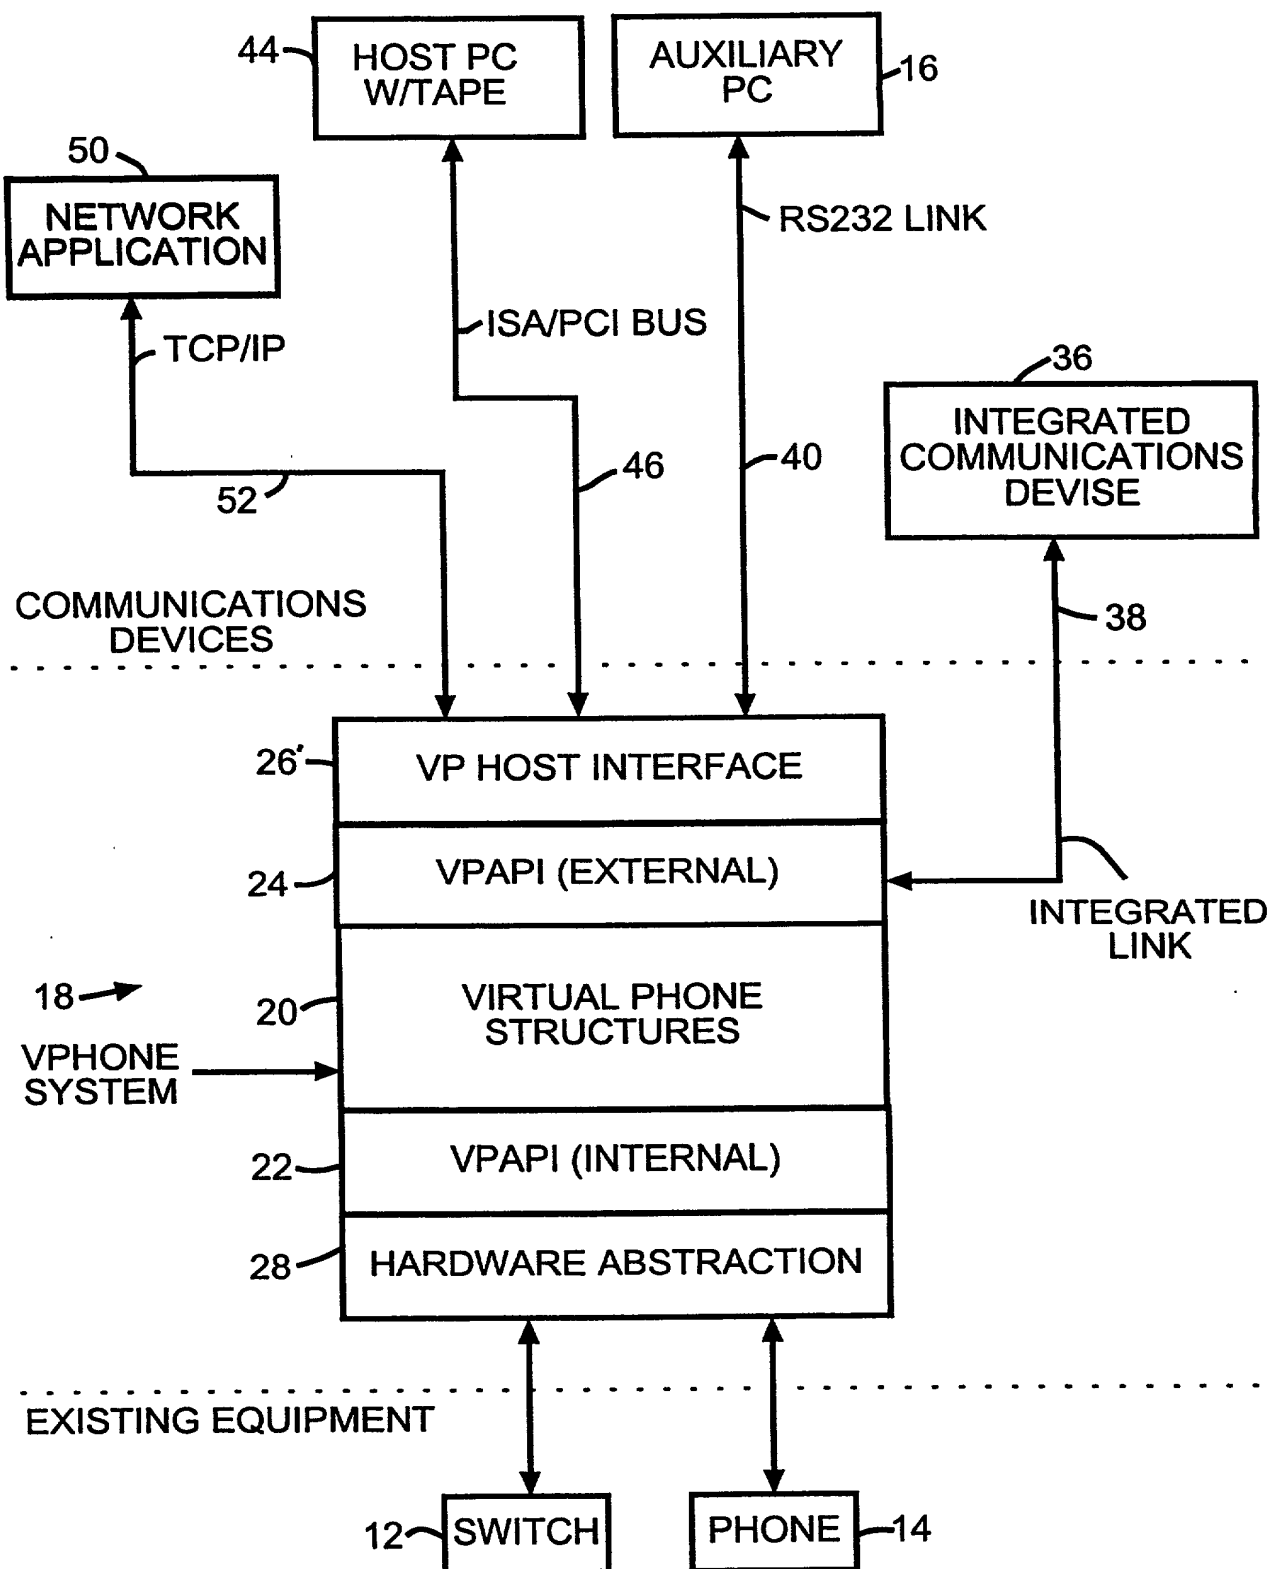 44
HOST PC
W/TAPE
AUXILIARY
PC
16
50
NETWORK
APPLICATION
RS232 LINK
ISA/PCI BUS
TCP/IP
36
INTEGRATED
COMMUNICATIONS
DEVISE
46
40
52
COMMUNICATIONS
DEVICES
38
26'
VP HOST INTERFACE
24
VPAPI (EXTERNAL)
INTEGRATED
LINK
18
20
VIRTUAL PHONE
STRUCTURES
VPHONE
SYSTEM
22
VPAPI (INTERNAL)
28
HARDWARE ABSTRACTION
EXISTING EQUIPMENT
12
SWITCH
PHONE
14